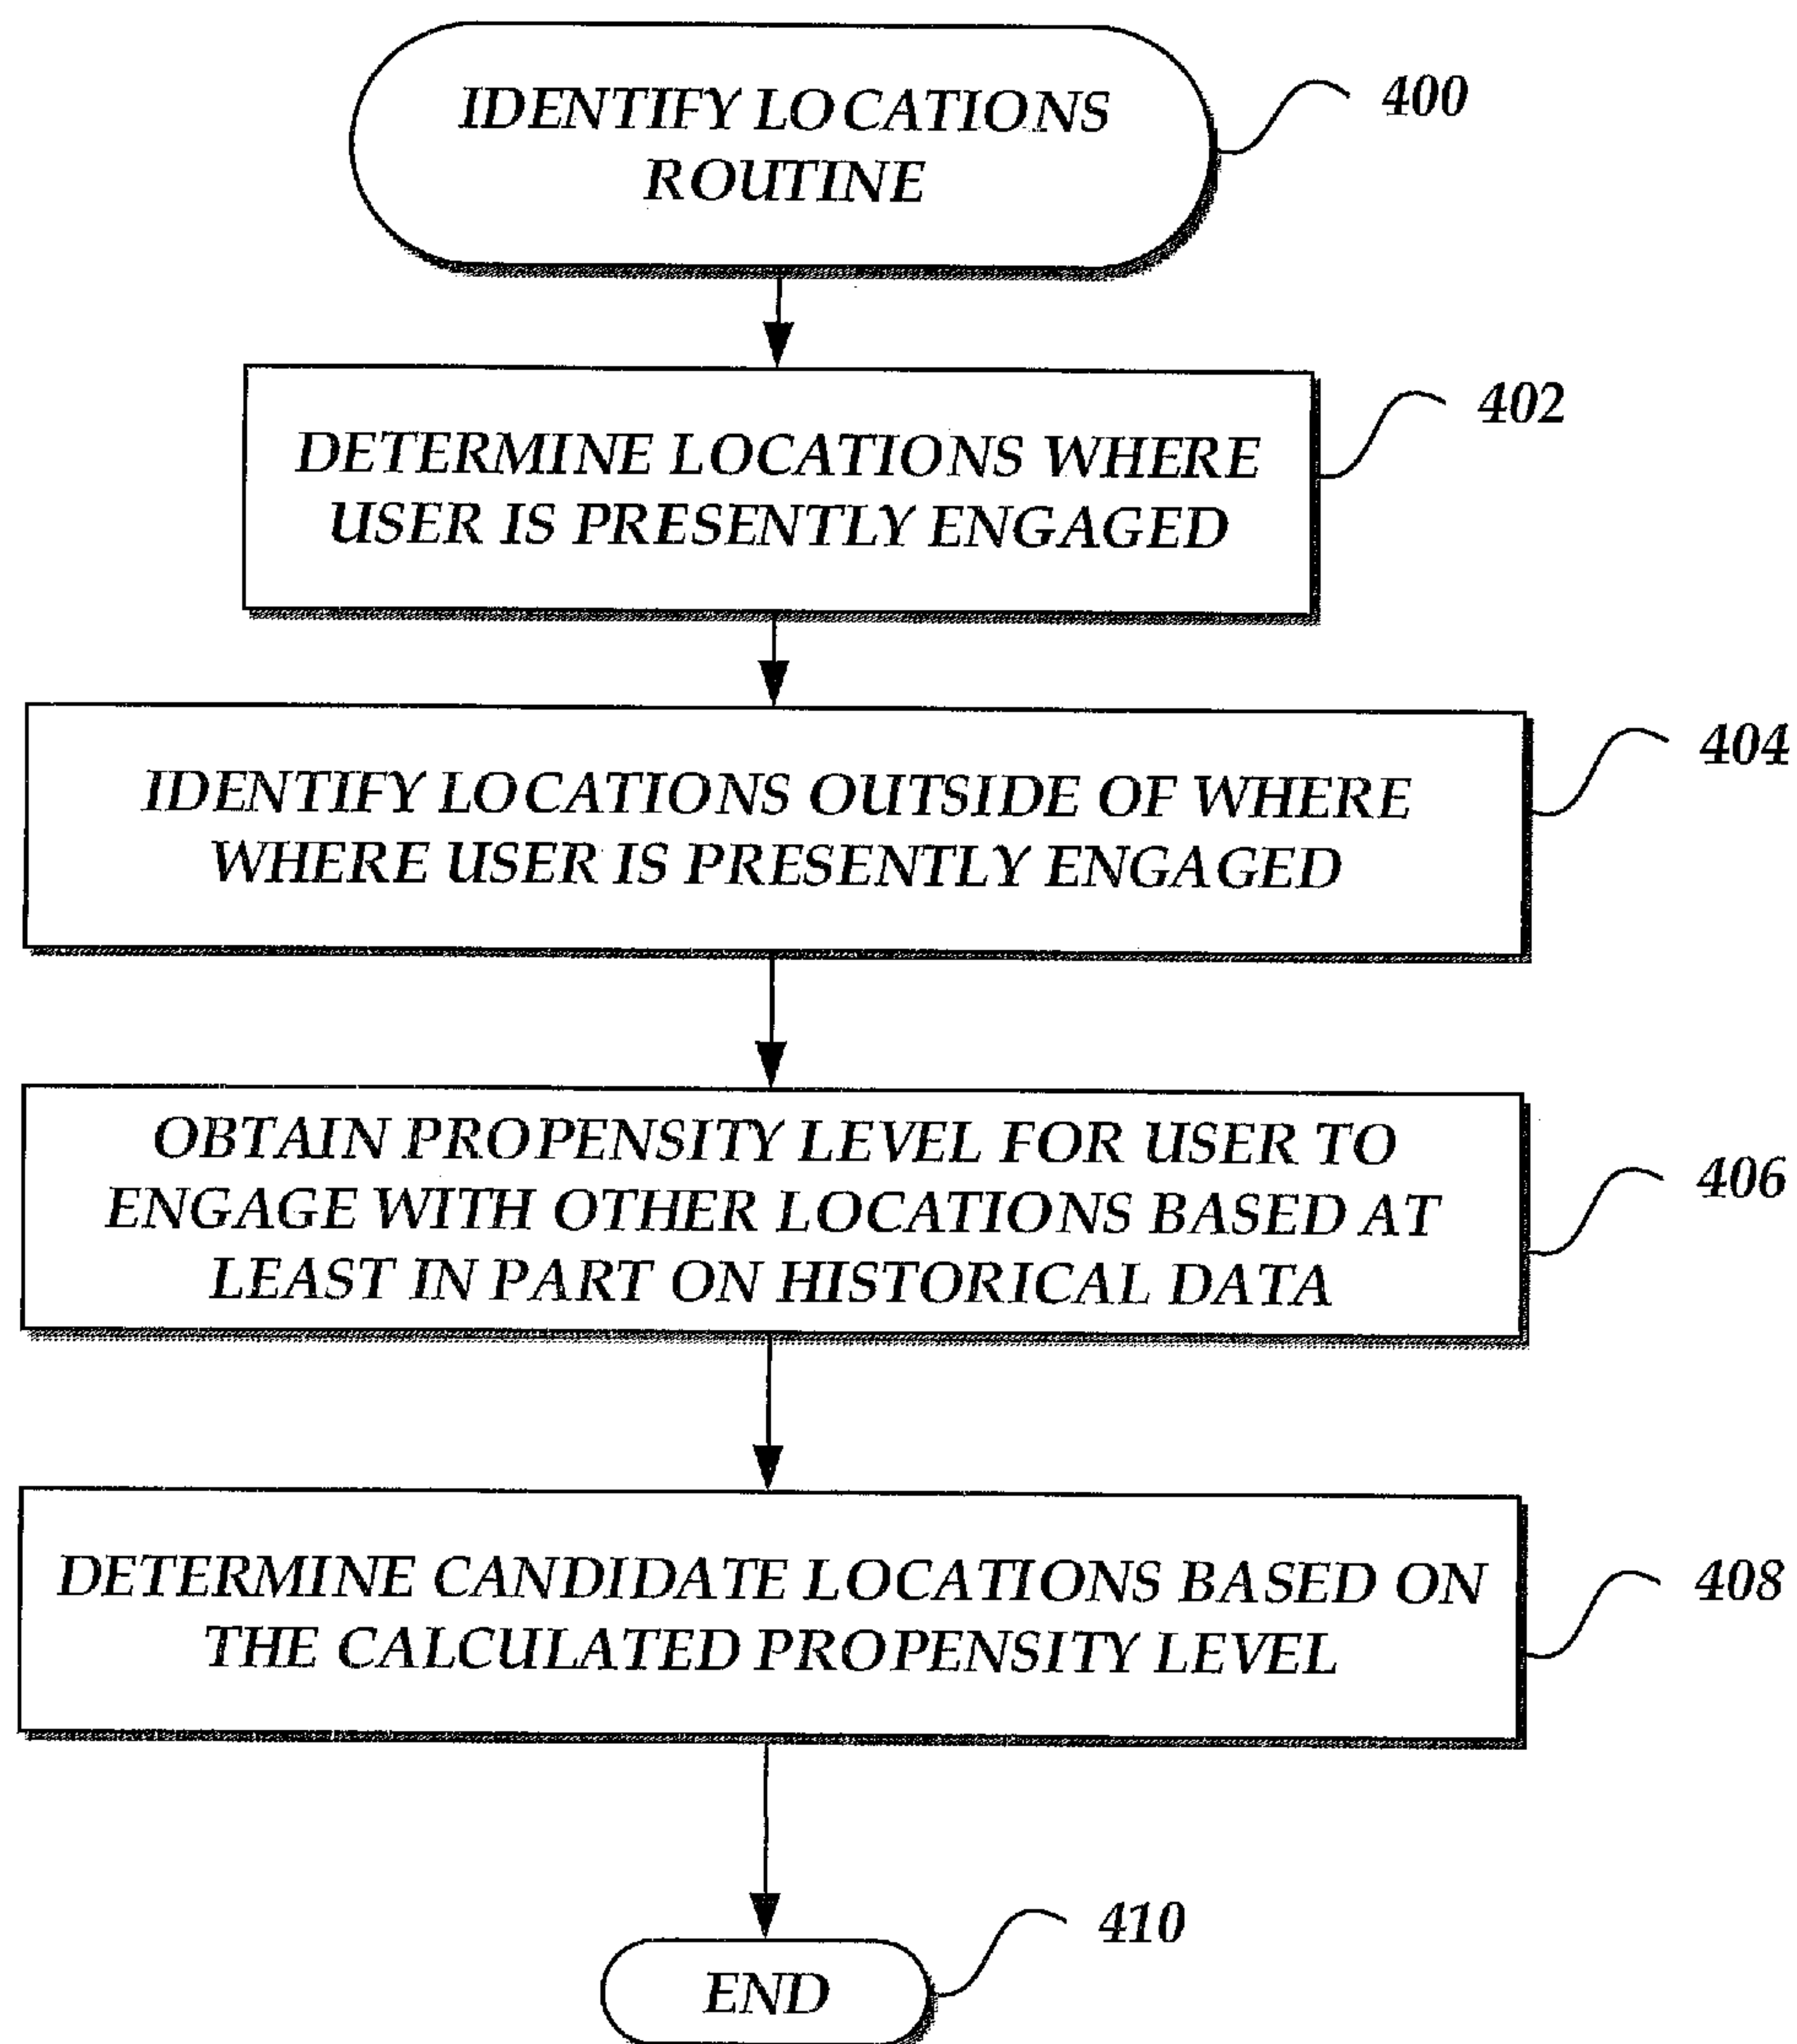 IDENTIFY LOCATIONS
ROUTINE
400
DETERMINE LOCATIONS WHERE
USER IS PRESENTLY ENGAGED
402
IDENTIFY LOCATIONS OUTSIDE OF WHERE
WHERE USER IS PRESENTLY ENGAGED
404
OBTAIN PROPENSITY LEVEL FOR USER TO
ENGAGE WITH OTHER LOCATIONS BASED AT
LEAST IN PART ON HISTORICAL DATA
406
DETERMINE CANDIDATE LOCATIONS BASED ON
THE CALCULATED PROPENSITY LEVEL
408
END
410